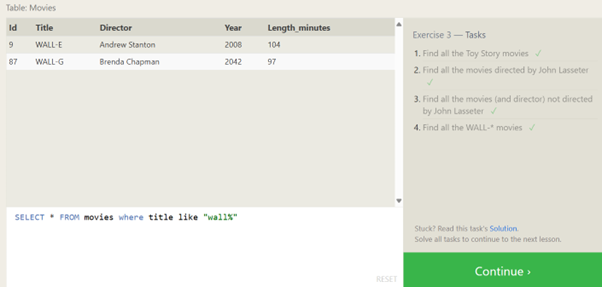 Table: Movies
Id Title Director Year Length_minutes
9 WALL-E Andrew Stanton 2008 104
87 WALL-G Brenda Chapman 2042 97
SELECT * FROM movies where title like "wall%"
RESET
Exercise 3 — Tasks
1. Find all the Toy Story movies ✓
2. Find all the movies directed by John Lasseter
✓
3. Find all the movies (and director) not directed
by John Lasseter ✓
4. Find all the WALL-* movies ✓
Stuck? Read this task's Solution.
Solve all tasks to continue to the next lesson.
Continue ›